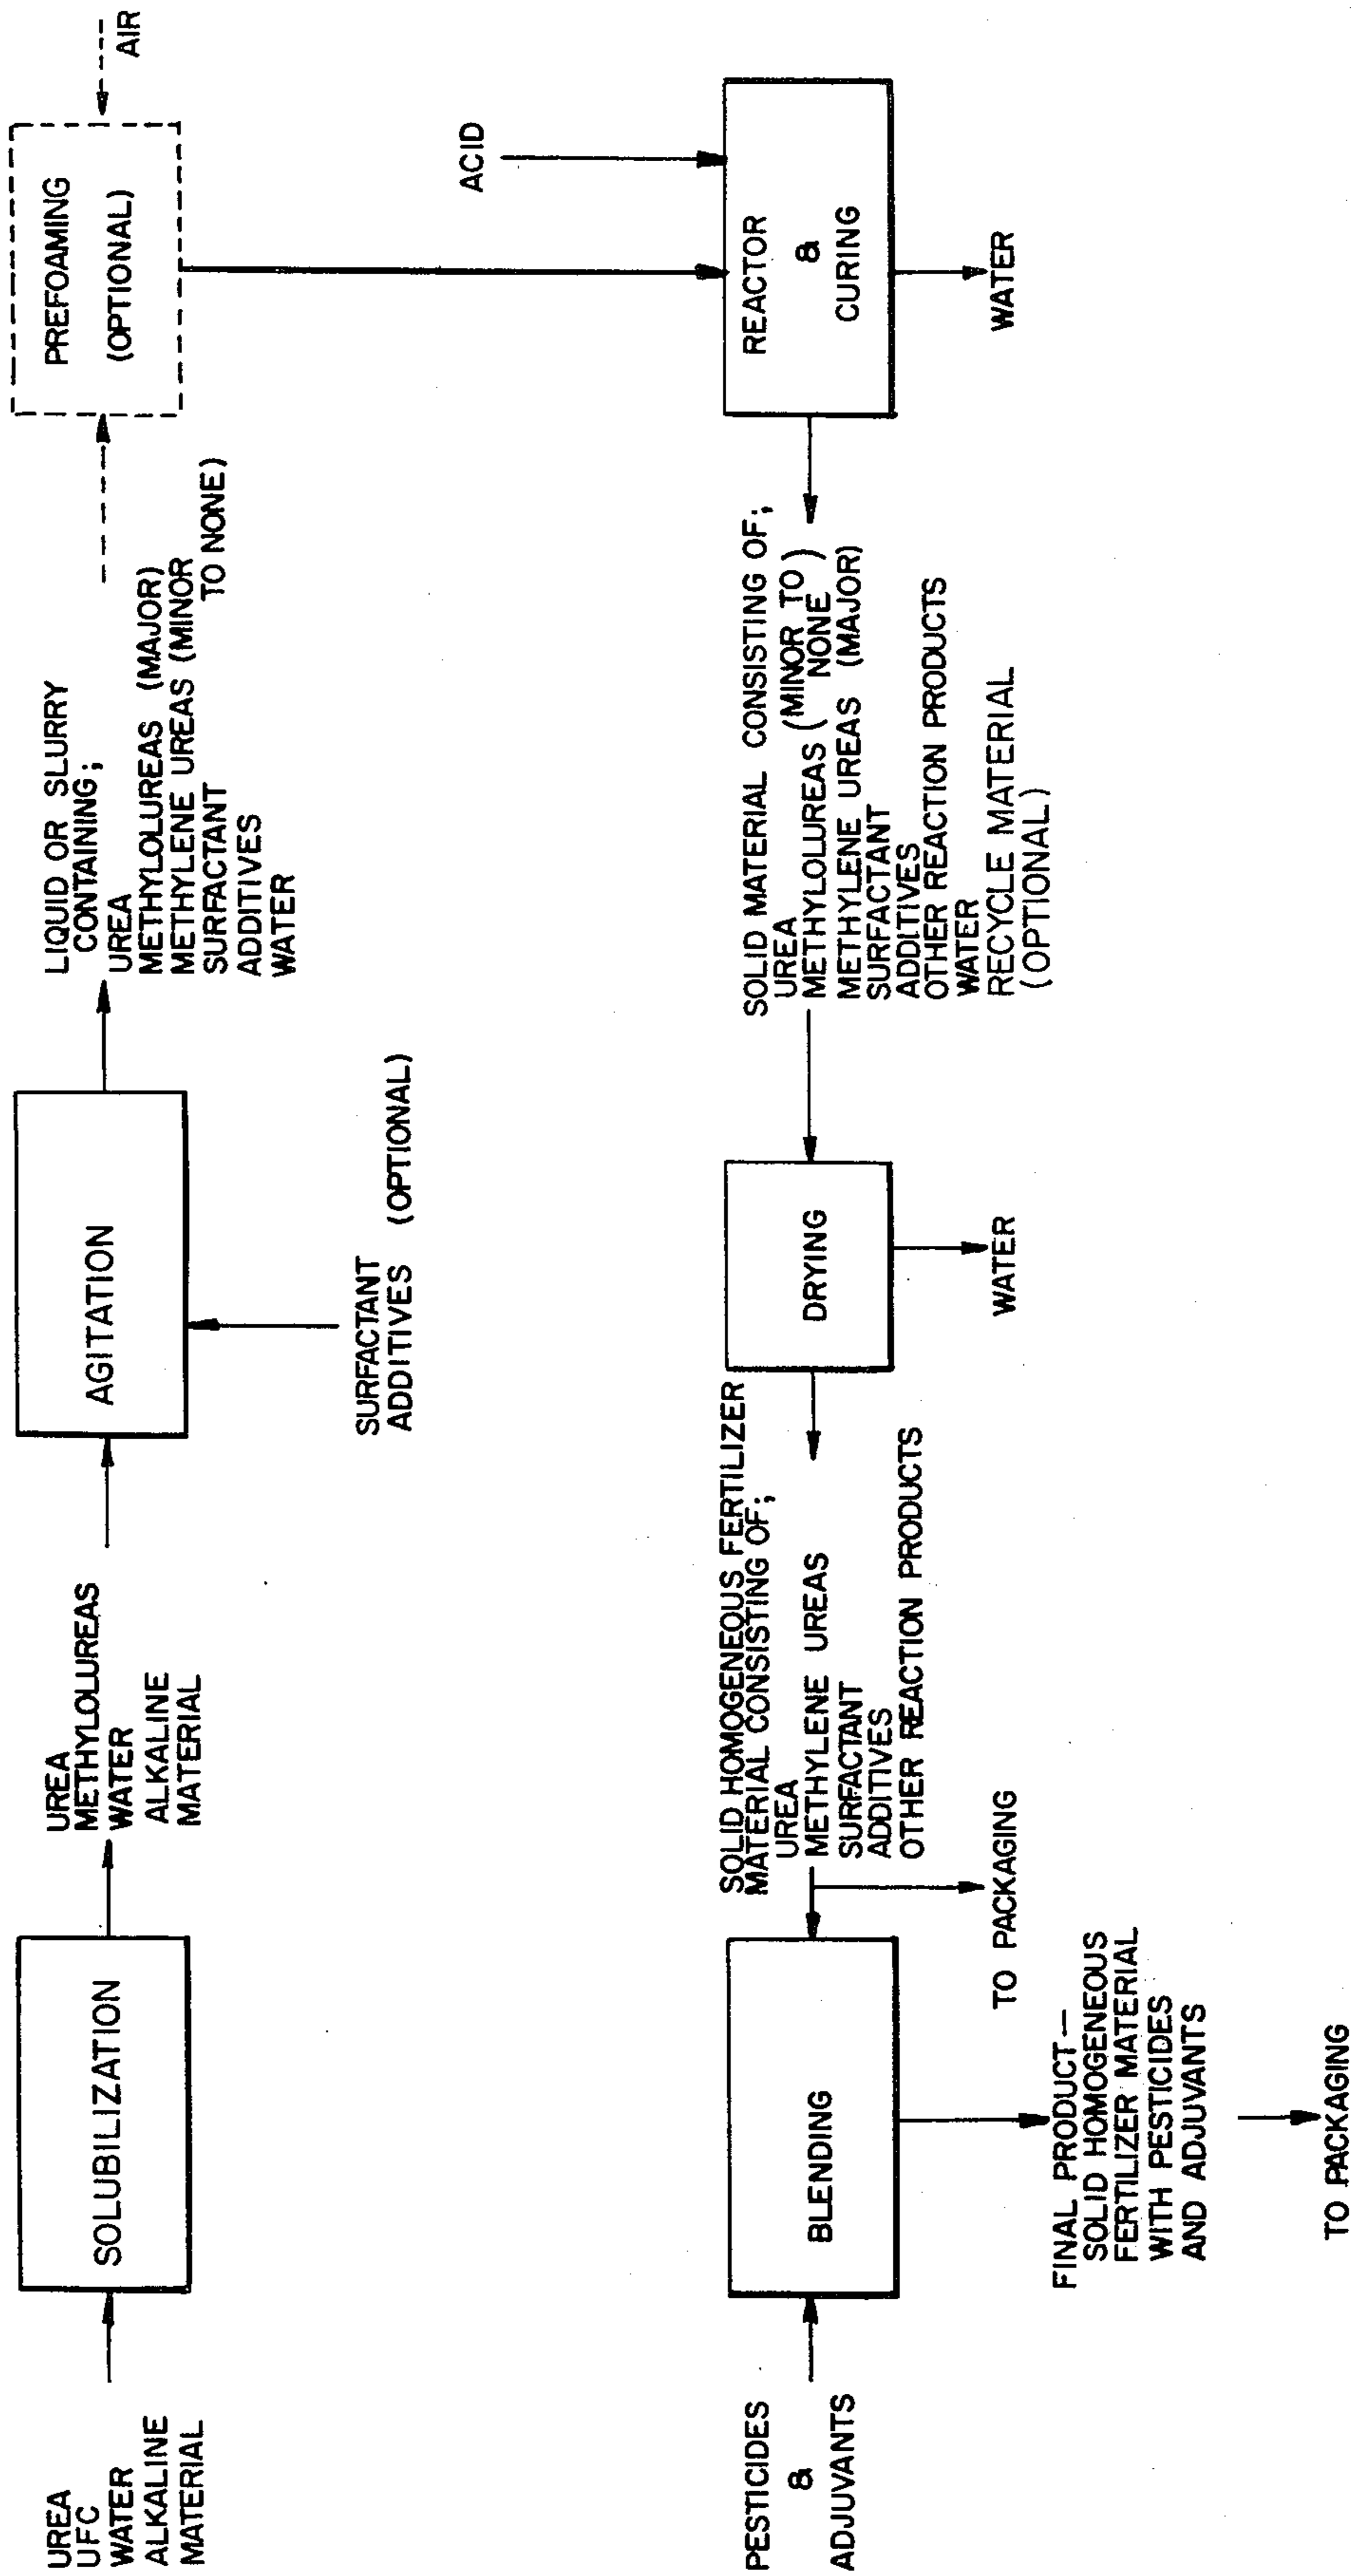 UREA
UFC
WATER
ALKALINE
MATERIAL
SOLUBILIZATION
UREA
METHYLOLUREAS
WATER
ALKALINE
MATERIAL
AGITATION
SURFACTANT
ADDITIVES (OPTIONAL)
LIQUID OR SLURRY
CONTAINING;
UREA
METHYLOLUREAS (MAJOR)
METHYLENE UREAS (MINOR
TO NONE)
SURFACTANT
ADDITIVES
WATER
PREFOAMING
(OPTIONAL)
AIR
ACID
REACTOR
&
CURING
WATER
SOLID MATERIAL CONSISTING OF;
UREA
METHYLOLUREAS (MINOR TO NONE)
METHYLENE UREAS (MAJOR)
SURFACTANT
ADDITIVES
OTHER REACTION PRODUCTS
WATER
RECYCLE MATERIAL
(OPTIONAL)
DRYING
WATER
SOLID HOMOGENEOUS FERTILIZER
MATERIAL CONSISTING OF;
UREA
METHYLENE UREAS
SURFACTANT
ADDITIVES
OTHER REACTION PRODUCTS
TO PACKAGING
PESTICIDES
&
ADJUVANTS
BLENDING
FINAL PRODUCT—
SOLID HOMOGENEOUS
FERTILIZER MATERIAL
WITH PESTICIDES
AND ADJUVANTS
TO PACKAGING